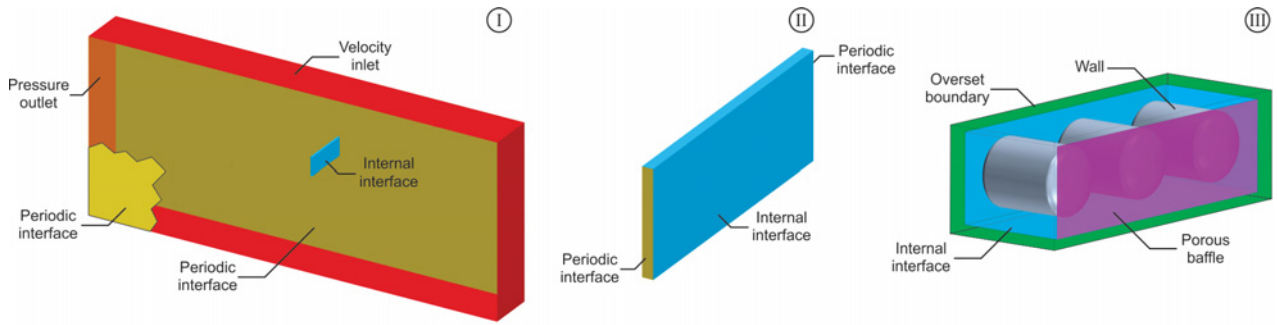 I
Velocity
inlet
Pressure
outlet
Internal
interface
Periodic
interface
Periodic
interface
II
Periodic
interface
Internal
interface
Periodic
interface
III
Wall
Overset
boundary
Internal
interface
Porous
baffle